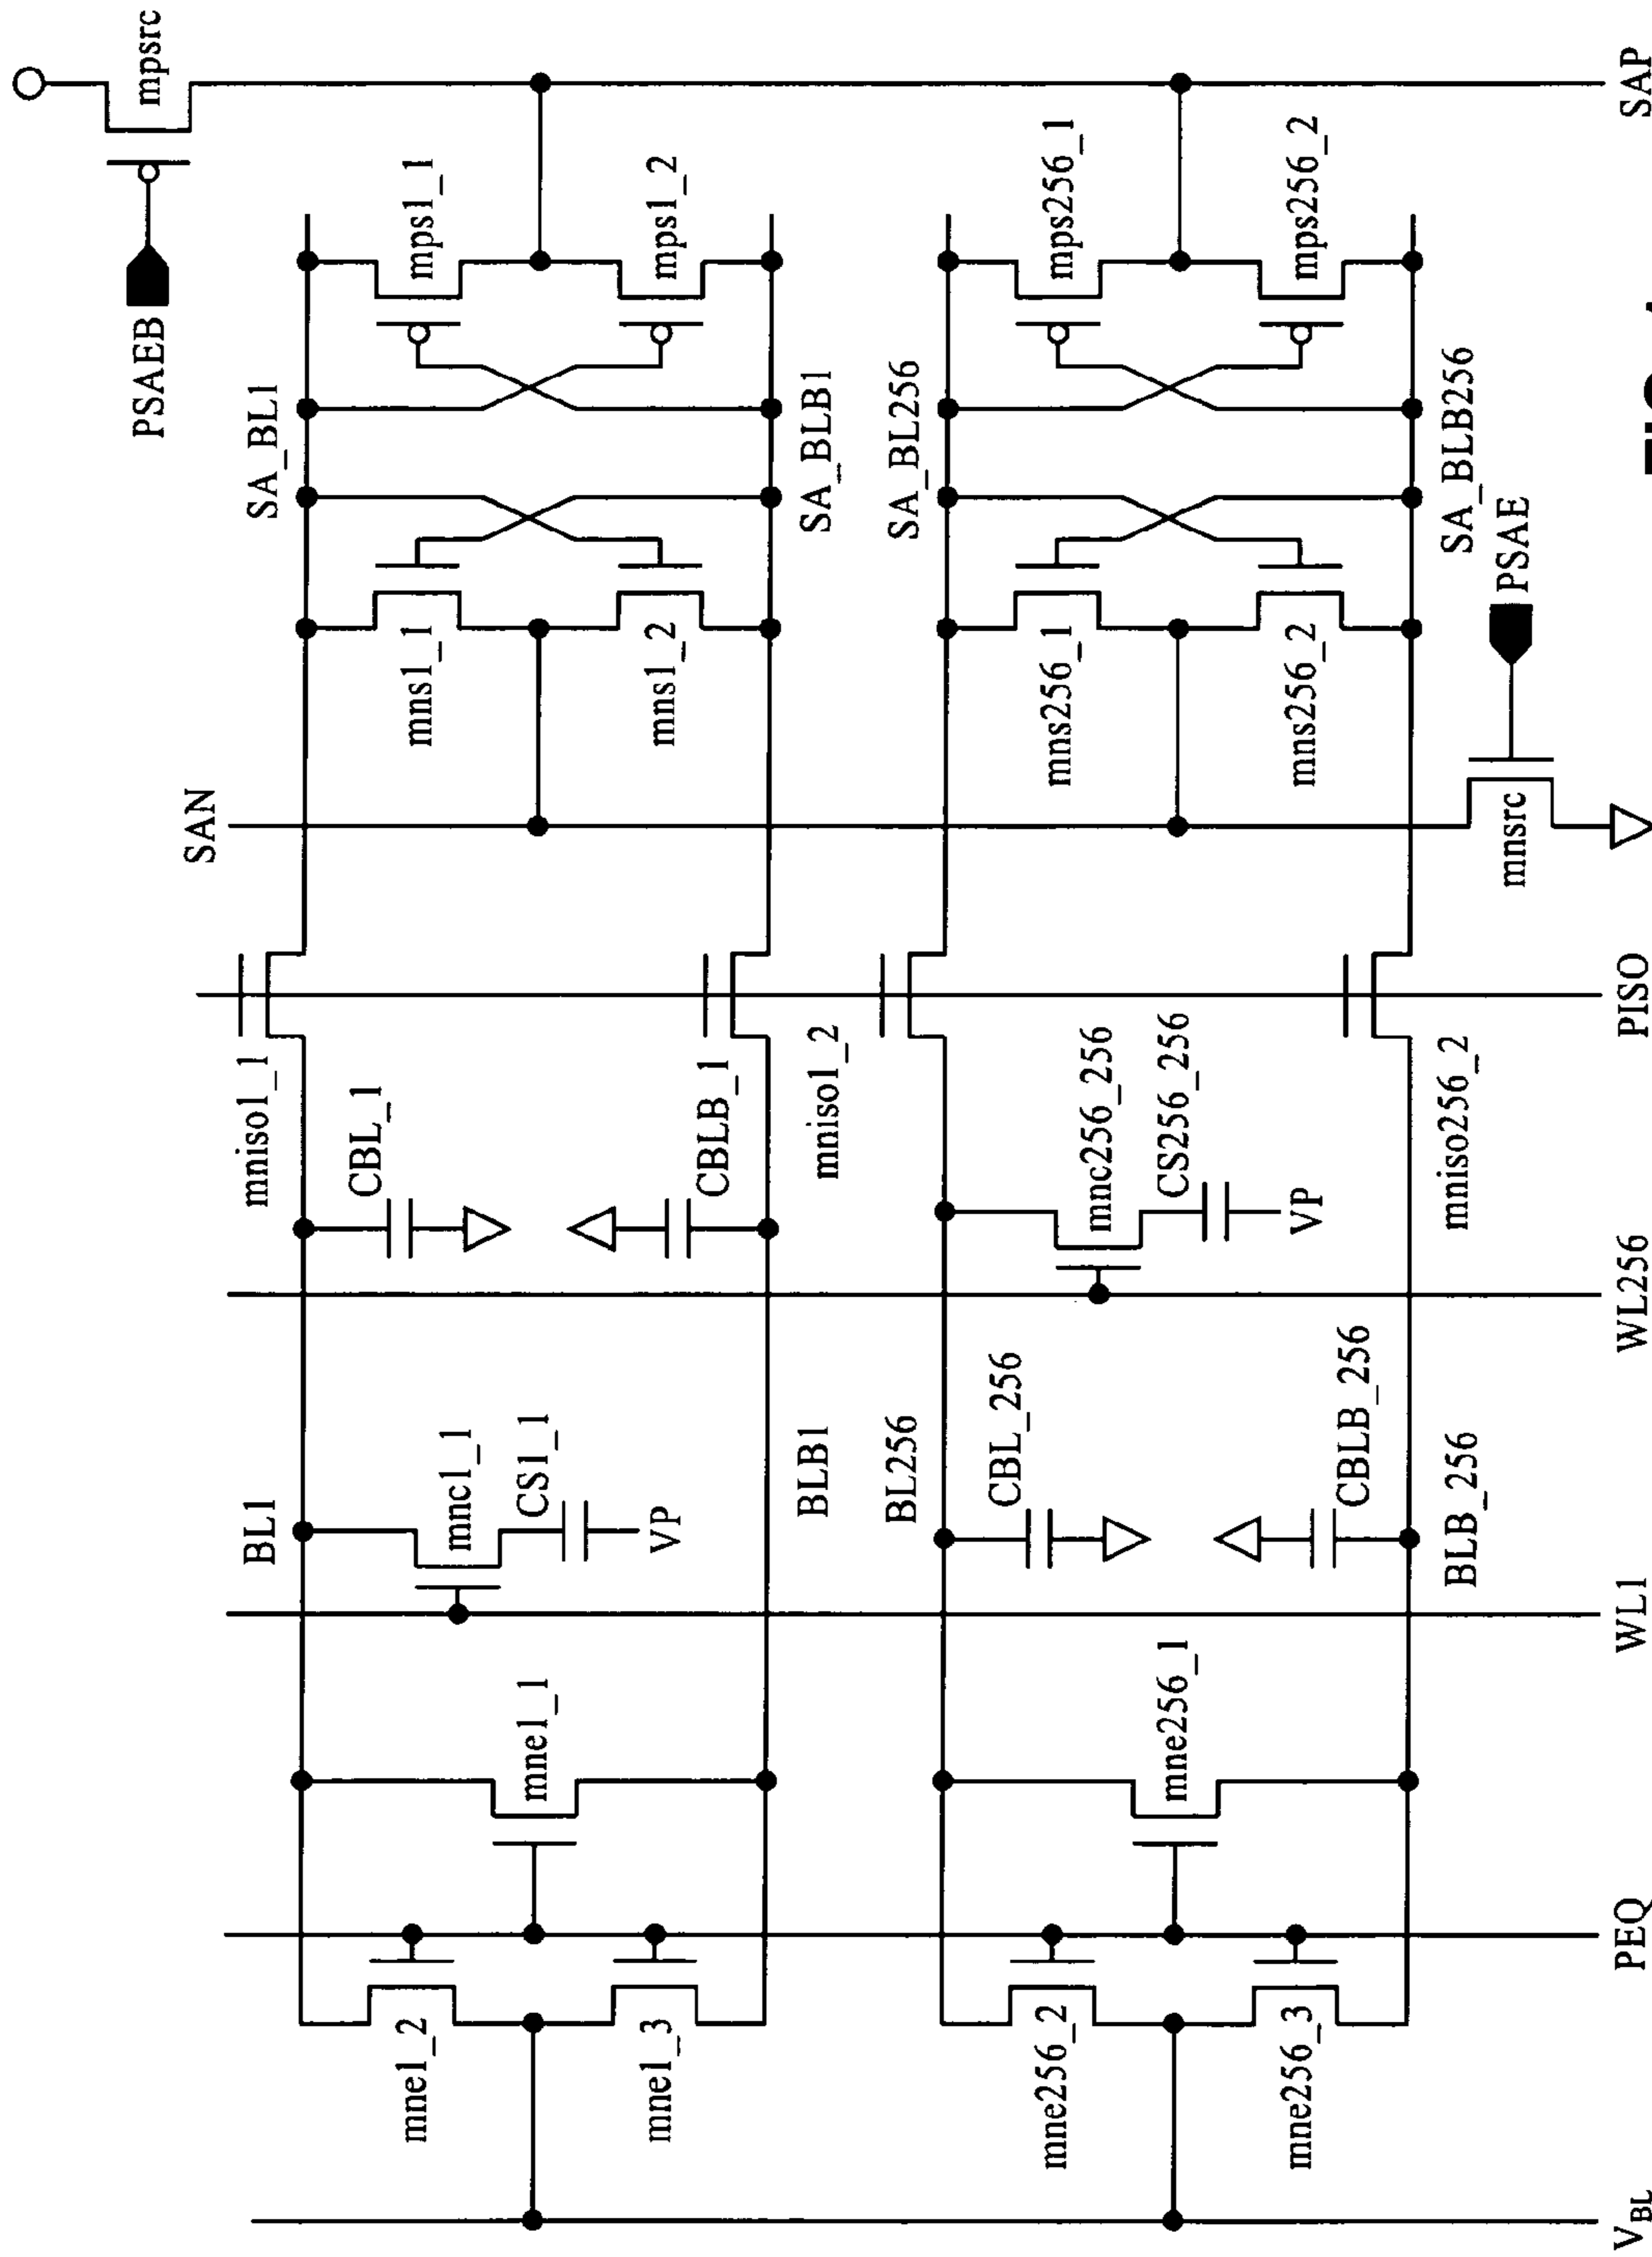 PSAEB
mpsrc
SA_BL1
mps1_1
mps1_2
SA_BLB1
mns1_1
mns1_2
SAN
SA_BL256
mps256_1
mps256_2
SA_BLB256
mns256_1
mns256_2
PSAE
mnsrc
SAP
mniso1_1
CBL_1
CBLB_1
mniso1_2
mnc256_256
CS256_256
VP
mniso256_2
PISO
WL256
BL1
mnc1_1
CS1_1
VP
BLB1
BL256
CBL_256
CBLB_256
BLB_256
WL1
mne1_1
mne256_1
PEQ
mne1_2
mne1_3
mne256_2
mne256_3
VBL